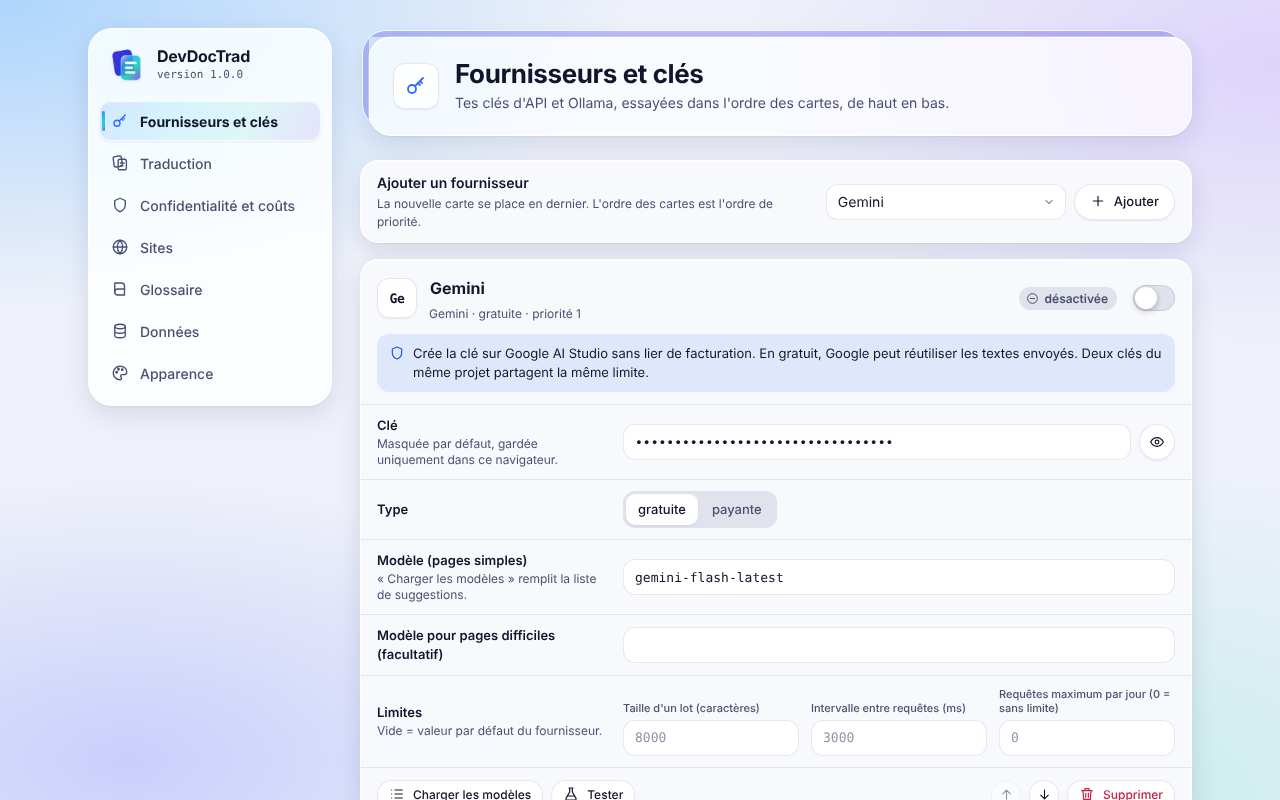 DevDocTrad
version 1.0.0
Fournisseurs et clés
Traduction
Confidentialité et coûts
Sites
Glossaire
Données
Apparence
Fournisseurs et clés
Tes clés d'API et Ollama, essayées dans l'ordre des cartes, de haut en bas.
Ajouter un fournisseur
La nouvelle carte se place en dernier. L'ordre des cartes est l'ordre de
priorité.
Gemini
Ajouter
Ge
Gemini
Gemini · gratuite · priorité 1
désactivée
Crée la clé sur Google AI Studio sans lier de facturation. En gratuit, Google peut réutiliser les textes envoyés. Deux clés du
même projet partagent la même limite.
Clé
Masquée par défaut, gardée
uniquement dans ce navigateur.
•••••••••••••••••••••••••••••••••
Type
gratuite
payante
Modèle (pages simples)
« Charger les modèles » remplit la liste
de suggestions.
gemini-flash-latest
Modèle pour pages difficiles
(facultatif)
Limites
Vide = valeur par défaut du fournisseur.
Taille d'un lot (caractères)
8000
Intervalle entre requêtes (ms)
3000
Requêtes maximum par jour (0 =
sans limite)
0
Charger les modèles
Tester
Supprimer